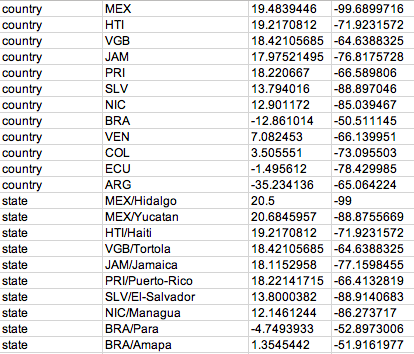 country MEX 19.4839446 -99.6899716
country HTI 19.2170812 -71.9231572
country VGB 18.42105685 -64.6388325
country JAM 17.97521495 -76.8175728
country PRI 18.220667 -66.589806
country SLV 13.794016 -88.897046
country NIC 12.901172 -85.039467
country BRA -12.861014 -50.511145
country VEN 7.082453 -66.139951
country COL 3.505551 -73.095503
country ECU -1.495612 -78.429985
country ARG -35.234136 -65.064224
state MEX/Hidalgo 20.5 -99
state MEX/Yucatan 20.6845957 -88.8755669
state HTI/Haiti 19.2170812 -71.9231572
state VGB/Tortola 18.42105685 -64.6388325
state JAM/Jamaica 18.1152958 -77.1598455
state PRI/Puerto-Rico 18.22141715 -66.4132819
state SLV/El-Salvador 13.8000382 -88.9140683
state NIC/Managua 12.1461244 -86.273717
state BRA/Para -4.7493933 -52.8973006
state BRA/Amapa 1.3545442 -51.9161977